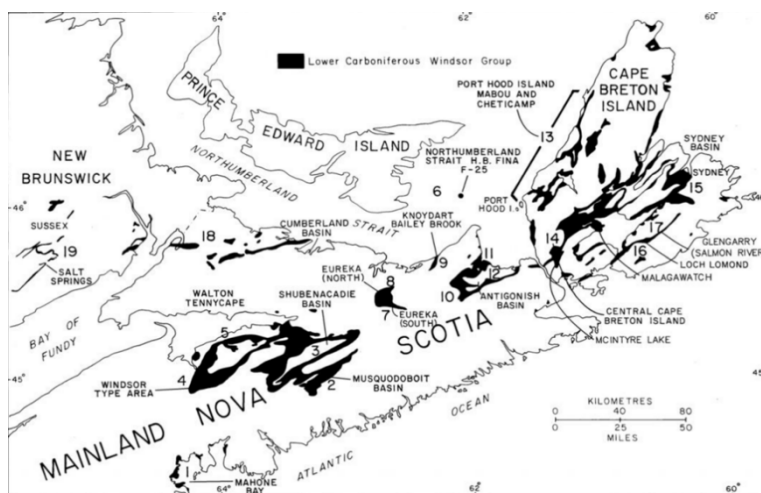 64
62
60
Lower Carboniferous Windsor Group
PRINCE
EDWARD
ISLAND
NORTHUMBERLAND
STRAIT
PORT HOOD ISLAND
MABOU AND
CHETICAMP
13
CAPE
BRETON
ISLAND
SYDNEY
BASIN
SYDNEY
15
NORTHUMBERLAND
STRAIT H.B. FINA
F-25
6
PORT
HOOD I.s
NEW
BRUNSWICK
46
SUSSEX
19
SALT
SPRINGS
18
CUMBERLAND
BASIN
KNOYDART
BAILEY BROOK
9
11
12
10
ANTIGONISH
BASIN
14
16
17
GLENGARRY
(SALMON RIVER)
LOCH LOMOND
MALAGAWATCH
CENTRAL CAPE
BRETON ISLAND
MCINTYRE LAKE
46
EUREKA
(NORTH)
8
7
EUREKA
(SOUTH)
WALTON
TENNYCAPE
SHUBENACADIE
BASIN
5
3
BAY OF
FUNDY
WINDSOR
TYPE AREA
4
2
MUSQUODOBOIT
BASIN
45
45
MAINLAND NOVA SCOTIA
ATLANTIC OCEAN
KILOMETRES
0 40 80
0 25 50
MILES
1
MAHONE
BAY
64
62
60